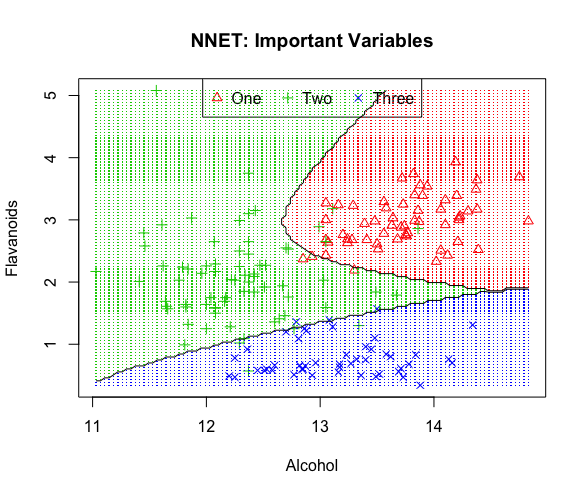 NNET: Important Variables
One Two Three
5
4
3
2
1
Flavanoids
11 12 13 14
Alcohol